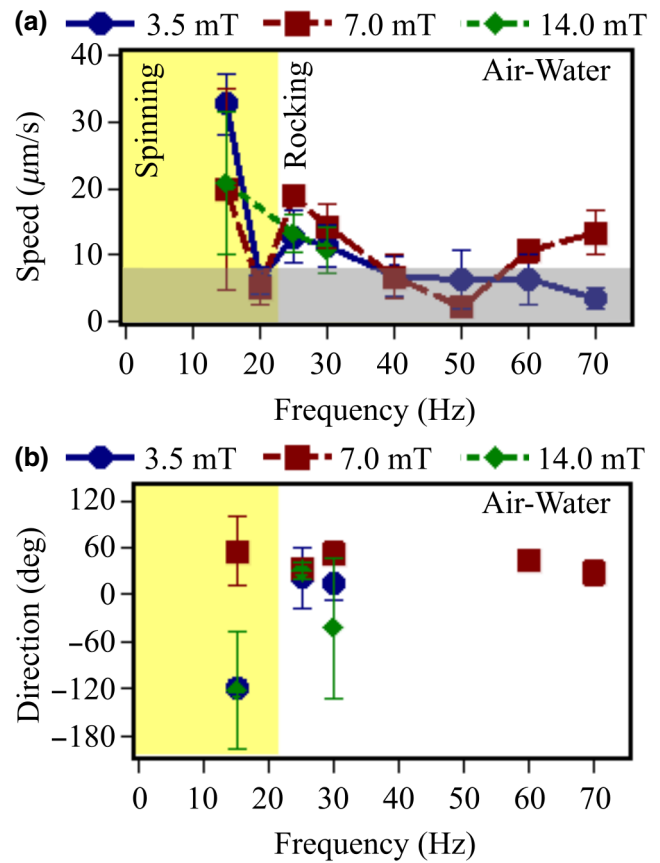 (a) 3.5 mT 7.0 mT 14.0 mT
Air-Water
Spinning
Rocking
40
30
20
10
0
Speed (μm/s)
0 10 20 30 40 50 60 70
Frequency (Hz)
(b) 3.5 mT 7.0 mT 14.0 mT
Air-Water
120
60
0
−60
−120
−180
Direction (deg)
0 10 20 30 40 50 60 70
Frequency (Hz)